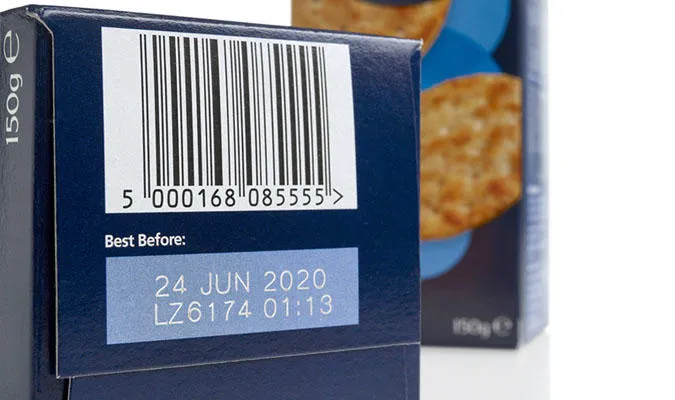 150g e
5 000168 085555 >
Best Before:
24 JUN 2020
LZ6174 01:13
150g e